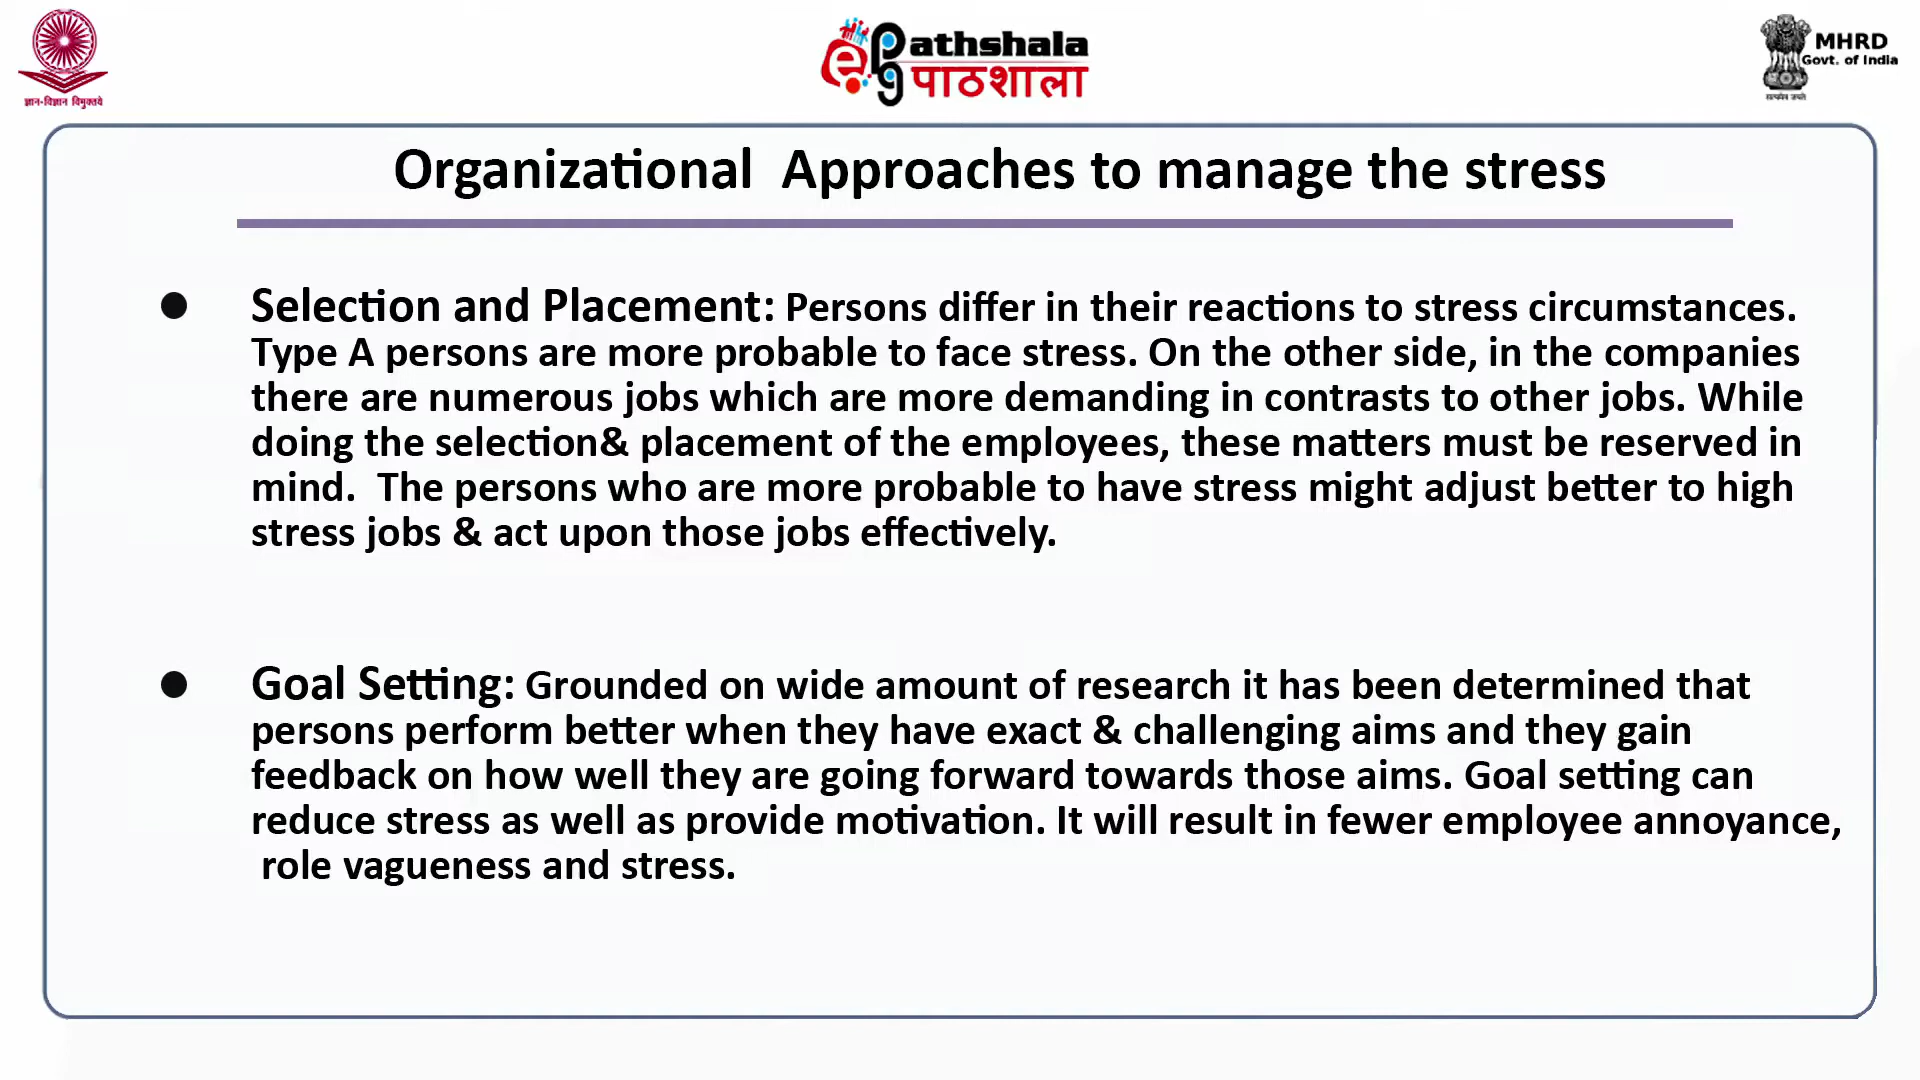 ज्ञान-विज्ञान विमुक्तये
e pg Pathshala
पाठशाला
MHRD
Govt. of India
सत्यमेव जयते
Organizational  Approaches to manage the stress
● Selection and Placement: Persons differ in their reactions to stress circumstances.
Type A persons are more probable to face stress. On the other side, in the companies
there are numerous jobs which are more demanding in contrasts to other jobs. While
doing the selection& placement of the employees, these matters must be reserved in
mind.  The persons who are more probable to have stress might adjust better to high
stress jobs & act upon those jobs effectively.
● Goal Setting: Grounded on wide amount of research it has been determined that
persons perform better when they have exact & challenging aims and they gain
feedback on how well they are going forward towards those aims. Goal setting can
reduce stress as well as provide motivation. It will result in fewer employee annoyance,
role vagueness and stress.